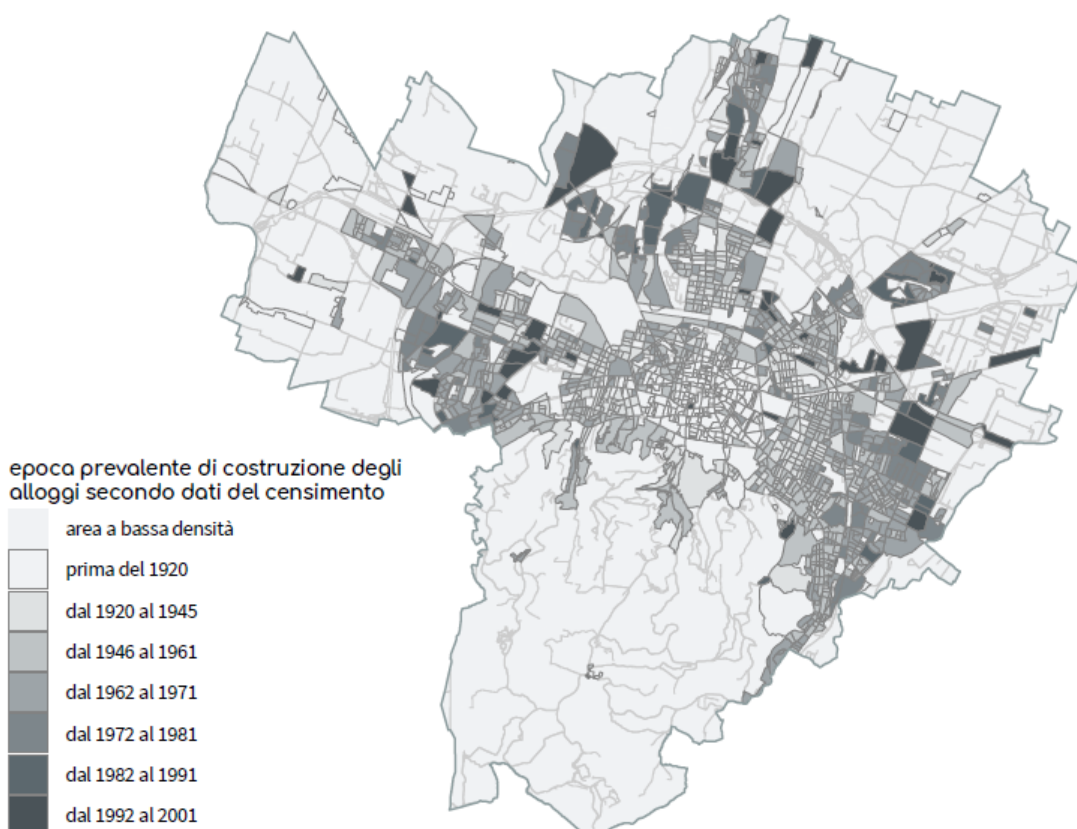 epoca prevalente di costruzione degli
alloggi secondo dati del censimento
area a bassa densità
prima del 1920
dal 1920 al 1945
dal 1946 al 1961
dal 1962 al 1971
dal 1972 al 1981
dal 1982 al 1991
dal 1992 al 2001